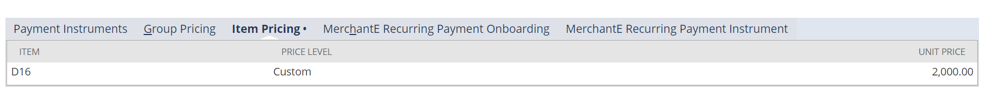 Payment Instruments Group Pricing Item Pricing • MerchantE Recurring Payment Onboarding MerchantE Recurring Payment Instrument
ITEM PRICE LEVEL UNIT PRICE
D16 Custom 2,000.00